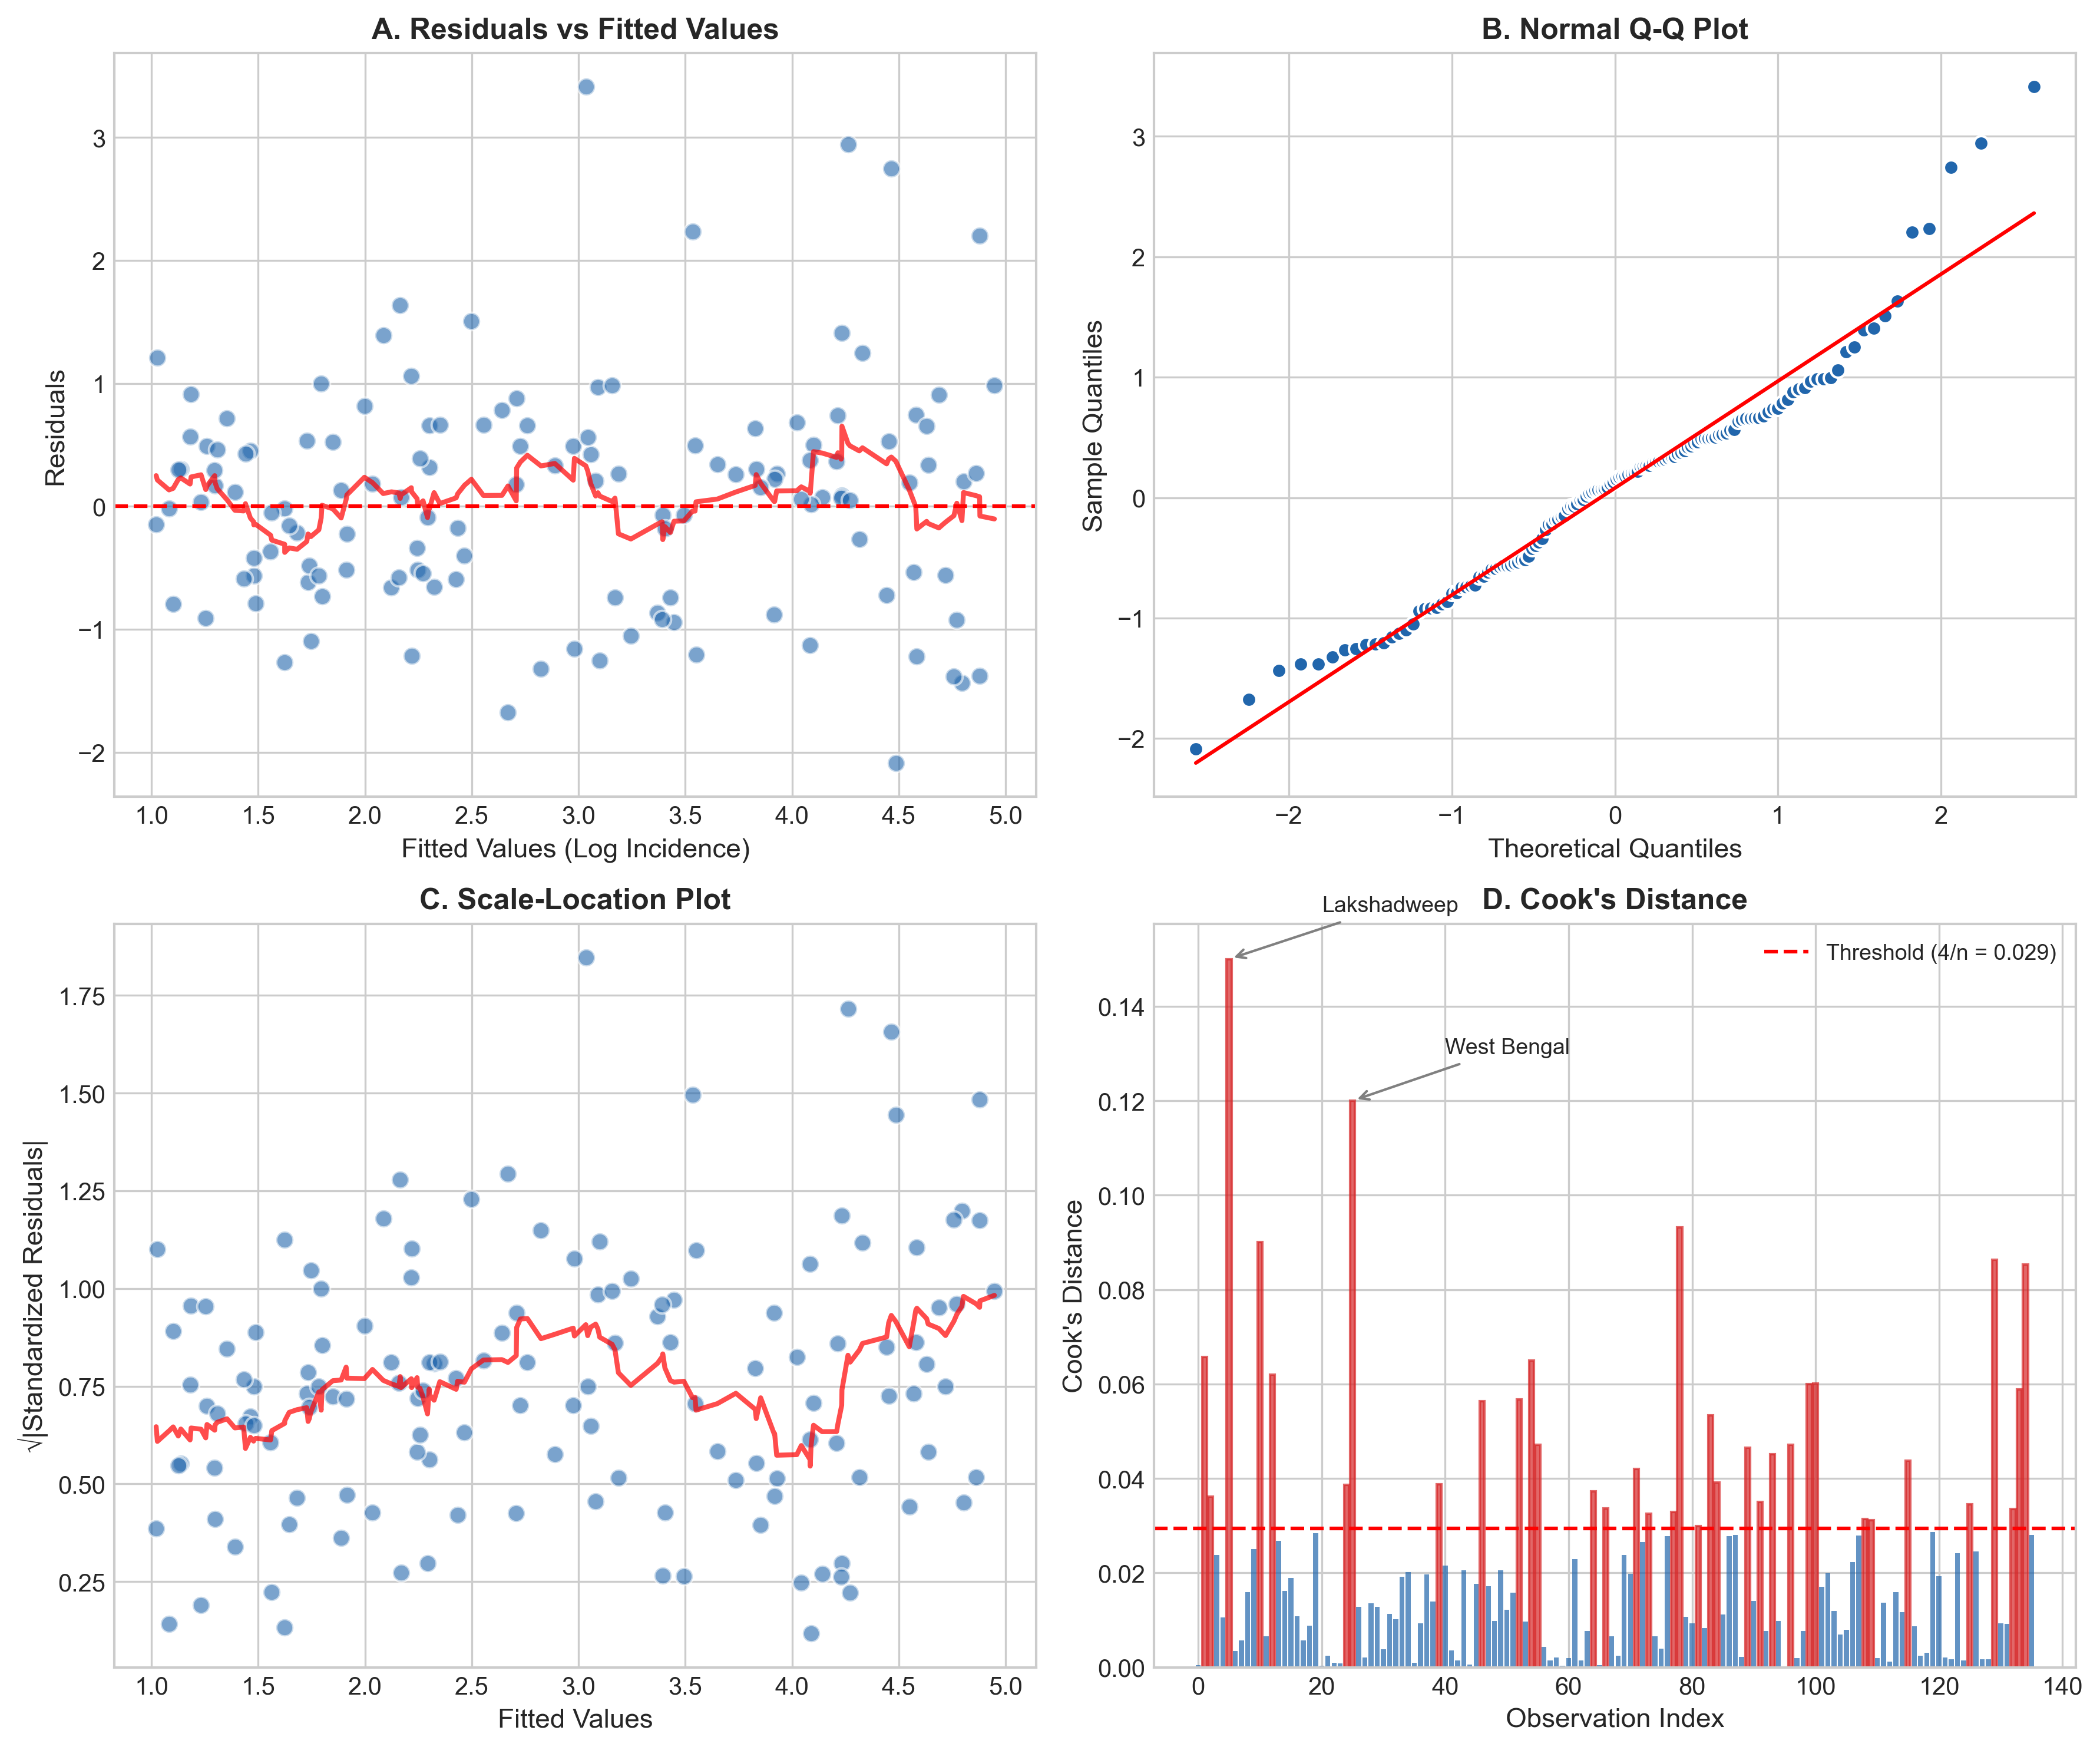 A. Residuals vs Fitted Values
Residuals
3
2
1
0
−1
−2
1.0 1.5 2.0 2.5 3.0 3.5 4.0 4.5 5.0
Fitted Values (Log Incidence)
B. Normal Q-Q Plot
Sample Quantiles
3
2
1
0
−1
−2
−2 −1 0 1 2
Theoretical Quantiles
C. Scale-Location Plot
√|Standardized Residuals|
1.75
1.50
1.25
1.00
0.75
0.50
0.25
1.0 1.5 2.0 2.5 3.0 3.5 4.0 4.5 5.0
Fitted Values
D. Cook's Distance
Lakshadweep
West Bengal
Threshold (4/n = 0.029)
Cook's Distance
0.14
0.12
0.10
0.08
0.06
0.04
0.02
0.00
0 20 40 60 80 100 120 140
Observation Index